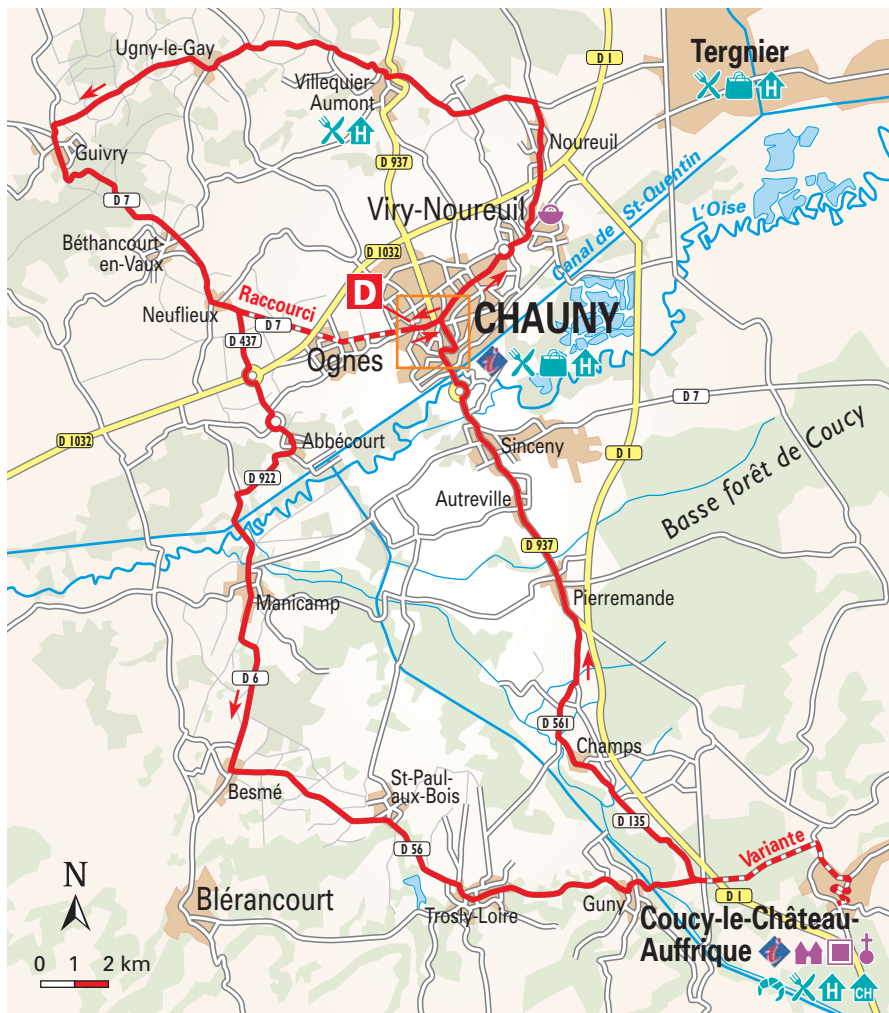 Ugny-le-Gay
D 1
Tergnier
H
Villequier-
Aumont
H
Noureuil
Guivry
D 937
D 7
Viry-Noureuil
Canal de St-Quentin
L'Oise
Béthancourt-
en-Vaux
D 1032
D
Raccourci
Neuflieux
D 7
CHAUNY
D 437
Ognes
i
H
D 7
D 1032
Abbécourt
Sinceny
D 1
Basse forêt de Coucy
D 922
Autreville
D 937
Manicamp
Pierremande
D 6
D 561
Champs
Besmé
St-Paul-
aux-Bois
D 135
D 56
Variante
N
Blérancourt
Trosly-Loire
Guny
D 1
Coucy-le-Château-
Auffrique
i
0 1 2 km
H
CH